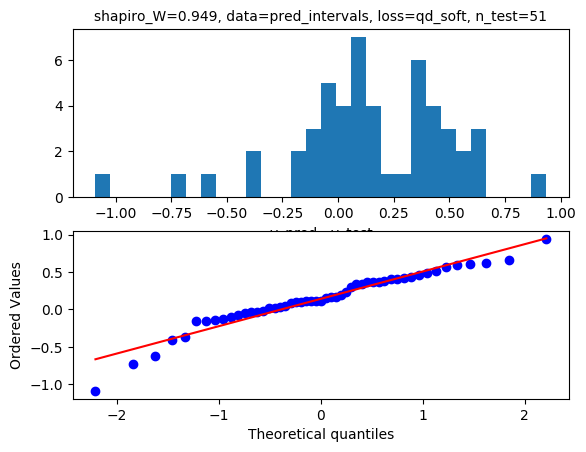 shapiro_W=0.949, data=pred_intervals, loss=qd_soft, n_test=51
6
4
2
0
−1.00 −0.75 −0.50 −0.25 0.00 0.25 0.50 0.75 1.00
Ordered Values
1.0
0.5
0.0
−0.5
−1.0
−2 −1 0 1 2
Theoretical quantiles